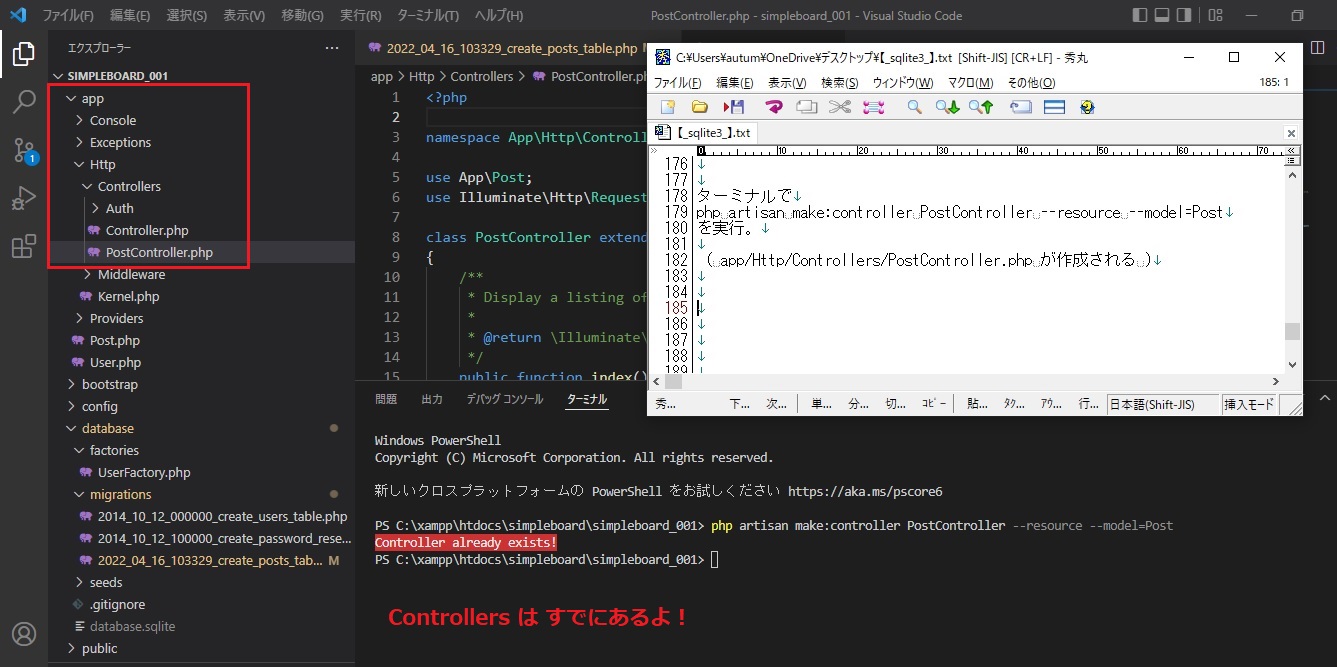 ファイル(F) 編集(E) 選択(S) 表示(V) 移動(G) 実行(R) ターミナル(T) ヘルプ(H) PostController.php - simpleboard_001 - Visual Studio Code
エクスプローラー
SIMPLEBOARD_001
app
Console
Exceptions
Http
Controllers
Auth
Controller.php
PostController.php
Middleware
Kernel.php
Providers
Post.php
User.php
bootstrap
config
database
factories
UserFactory.php
migrations
2014_10_12_000000_create_users_table.php
2014_10_12_100000_create_password_rese...
2022_04_16_103329_create_posts_tab... M
seeds
.gitignore
database.sqlite
public
1
2022_04_16_103329_create_posts_table.php
app > Http > Controllers > PostController.ph
1 <?php
2
3 namespace App\Http\Controll
4
5 use App\Post;
6 use Illuminate\Http\Request
7
8 class PostController extend
9 {
10 /**
11 * Display a listing of
12 *
13 * @return \Illuminate\
14 */
15 public function index()
C:¥Users¥autum¥OneDrive¥デスクトップ¥【_sqlite3_】.txt [Shift-JIS] [CR+LF] - 秀丸
ファイル(F) 編集(E) 表示(V) 検索(S) ウィンドウ(W) マクロ(M) その他(O) 185: 1
【_sqlite3_】.txt
0 10 20 30 40 50 60 70
176↓
177↓
178 ターミナルで↓
179 php artisan make:controller PostController --resource --model=Post↓
180 を実行。↓
181 ↓
182 ( app/Http/Controllers/PostController.php が作成される )↓
183 ↓
184 ↓
185 ↓
186 ↓
187 ↓
188 ↓
189 ↓
秀... 下... 次... 単... 分... 切... コピー 貼... タク... アウ... 行... 日本語(Shift-JIS) 挿入モード
問題 出力 デバッグ コンソール ターミナル
Windows PowerShell
Copyright (C) Microsoft Corporation. All rights reserved.
新しいクロスプラットフォームの PowerShell をお試しください https://aka.ms/pscore6
PS C:\xampp\htdocs\simpleboard\simpleboard_001> php artisan make:controller PostController --resource --model=Post
Controller already exists!
PS C:\xampp\htdocs\simpleboard\simpleboard_001>
Controllers は すでにあるよ！